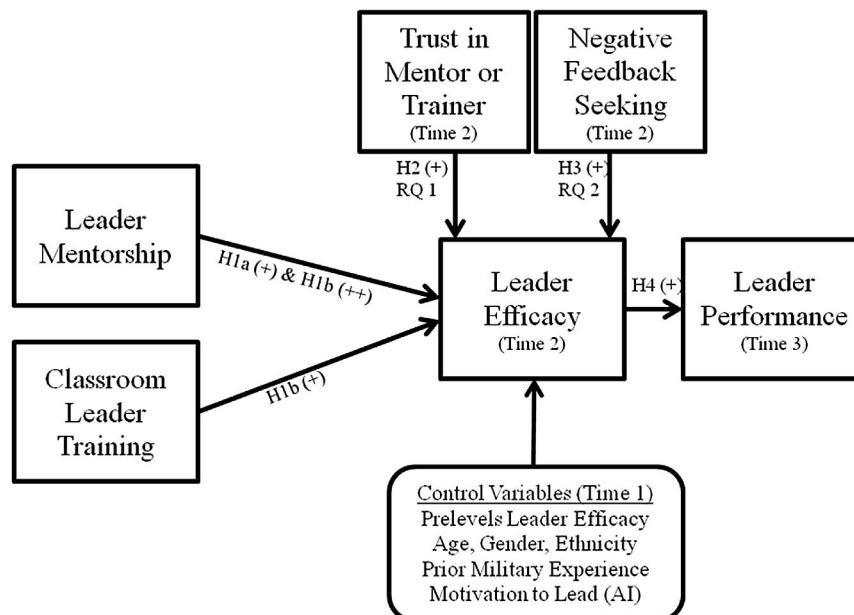 Trust in
Mentor or
Trainer
(Time 2)
Negative
Feedback
Seeking
(Time 2)
H2 (+)
RQ 1
H3 (+)
RQ 2
Leader
Mentorship
H1a (+) & H1b (++)
Leader
Efficacy
(Time 2)
H4 (+)
Leader
Performance
(Time 3)
Classroom
Leader
Training
H1b (+)
Control Variables (Time 1)
Prelevels Leader Efficacy
Age, Gender, Ethnicity
Prior Military Experience
Motivation to Lead (AI)